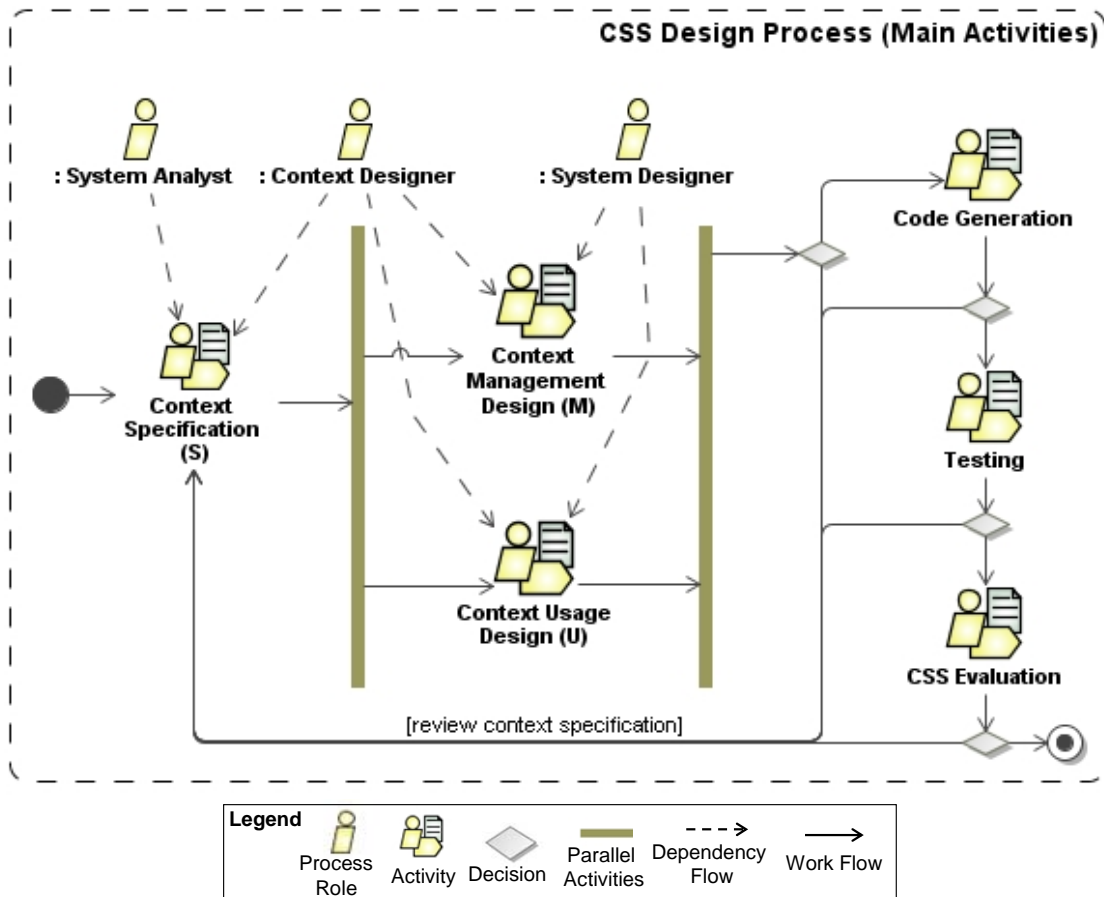 CSS Design Process (Main Activities)
: System Analyst
: Context Designer
: System Designer
Code Generation
Context
Management
Design (M)
Context
Specification
(S)
Testing
Context Usage
Design (U)
CSS Evaluation
[review context specification]
Legend
Process
Role
Activity
Decision
Parallel
Activities
Dependency
Flow
Work Flow